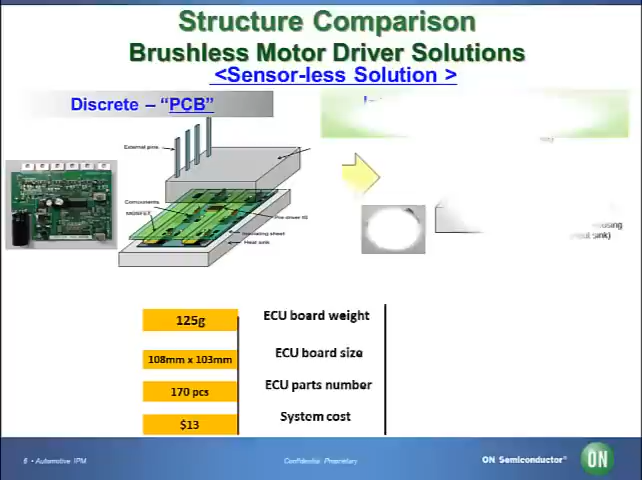 Structure Comparison
Brushless Motor Driver Solutions
<Sensor-less Solution >
Discrete – “PCB”
External pins
Components
MOSFET
Pre driver IC
Insulating sheet
Heat sink
125g ECU board weight
108mm x 103mm ECU board size
170 pcs ECU parts number
$13 System cost
6 • Automotive IPM
Confidential Proprietary
ON Semiconductor®
ON